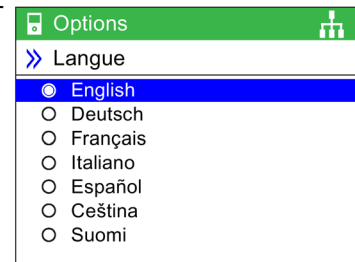 Options
Langue
English
Deutsch
Français
Italiano
Español
Ceština
Suomi